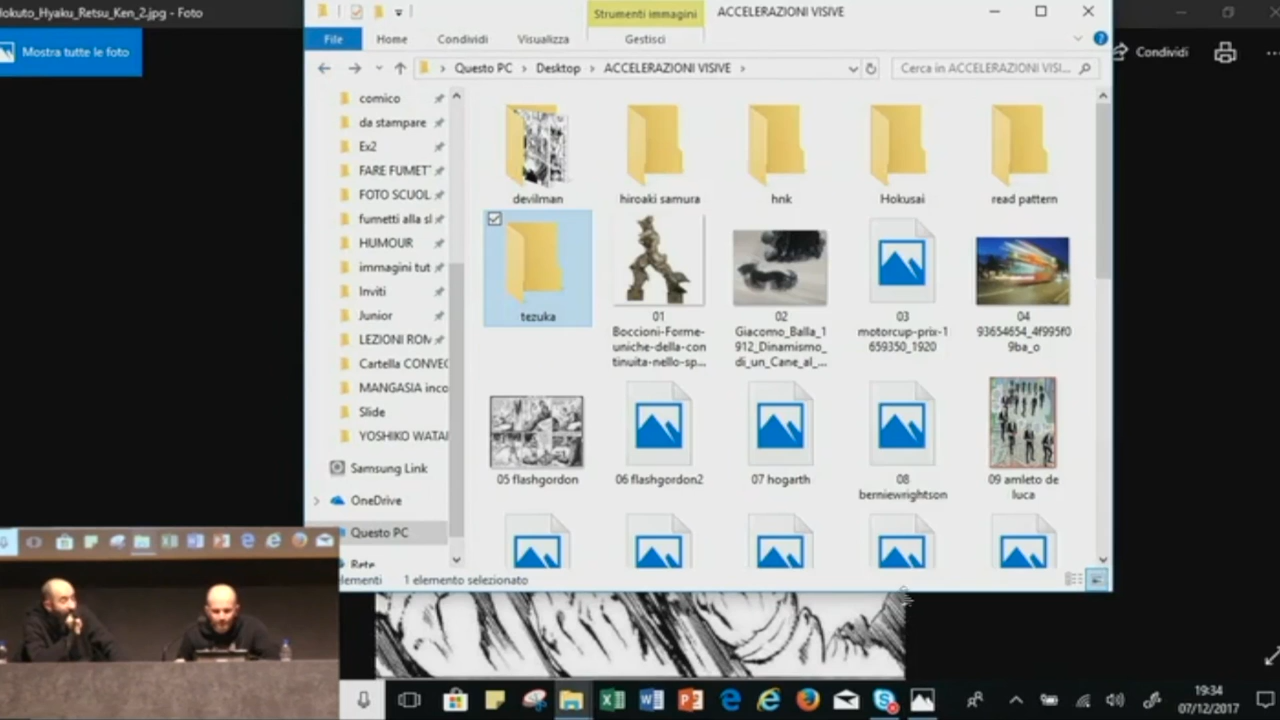 Hokuto_Hyaku_Retsu_Ken_2.jpg - Foto
Mostra tutte le foto
Strumenti immagini
ACCELERAZIONI VISIVE
File
Home
Condividi
Visualizza
Gestisci
Condividi
Questo PC
Desktop
ACCELERAZIONI VISIVE
Cerca in ACCELERAZIONI VISI...
comico
da stampare
Ex2
FARE FUMET
FOTO SCUOL
fumetti alla sl
HUMOUR
immagini tut
Inviti
Junior
LEZIONI ROM
Cartella CONVEG
MANGASIA inco
Slide
YOSHIKO WATAN
Samsung Link
OneDrive
Questo PC
Rete
devilman
hiroaki samura
hnk
Hokusai
read pattern
tezuka
01
Boccioni-Forme-
uniche-della-con
tinuita-nello-sp...
02
Giacomo_Balla_1
912_Dinamismo_
di_un_Cane_al_...
03
motorcup-prix-1
659350_1920
04
93654654_4f995f0
9ba_o
05 flashgordon
06 flashgordon2
07 hogarth
08
berniewrightson
09 amleto de
luca
elementi
1 elemento selezionato
19:34
07/12/2017